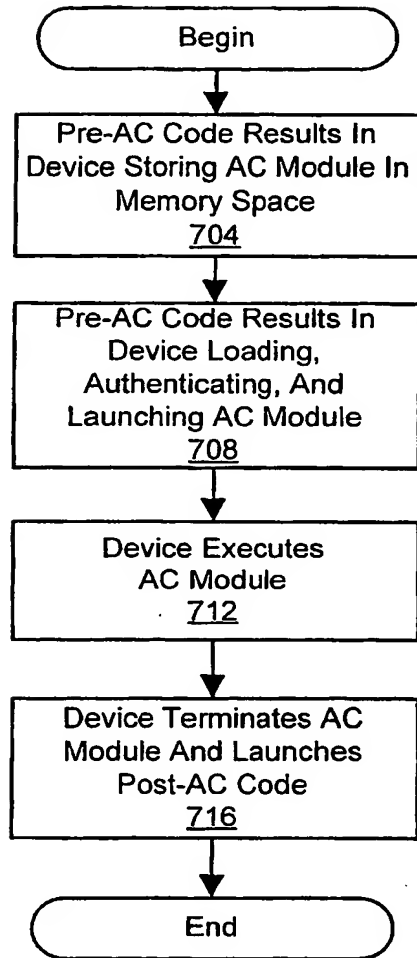 Begin
Pre-AC Code Results In
Device Storing AC Module In
Memory Space
704
Pre-AC Code Results In
Device Loading,
Authenticating, And
Launching AC Module
708
Device Executes
AC Module
712
Device Terminates AC
Module And Launches
Post-AC Code
716
End